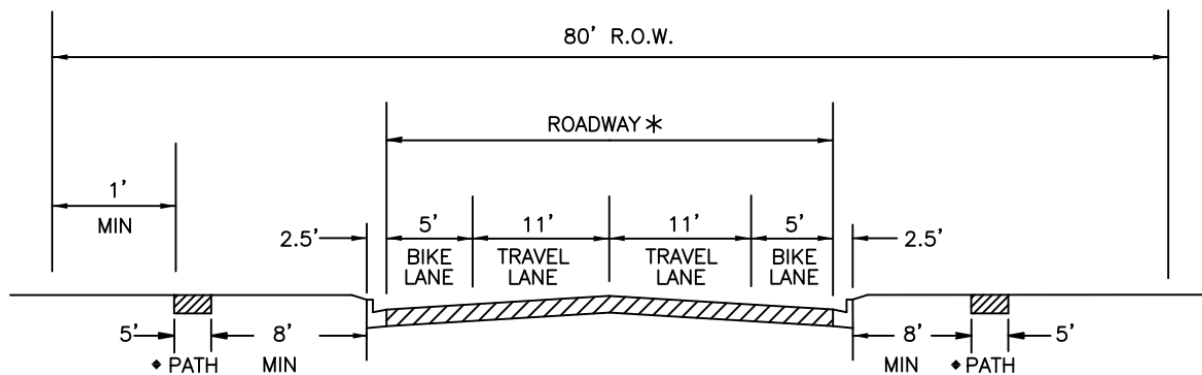 80' R.O.W.
ROADWAY*
1'
MIN
2.5'
5'
BIKE
LANE
11'
TRAVEL
LANE
11'
TRAVEL
LANE
5'
BIKE
LANE
2.5'
5'
◆ PATH
8'
MIN
8'
MIN
◆ PATH
5'